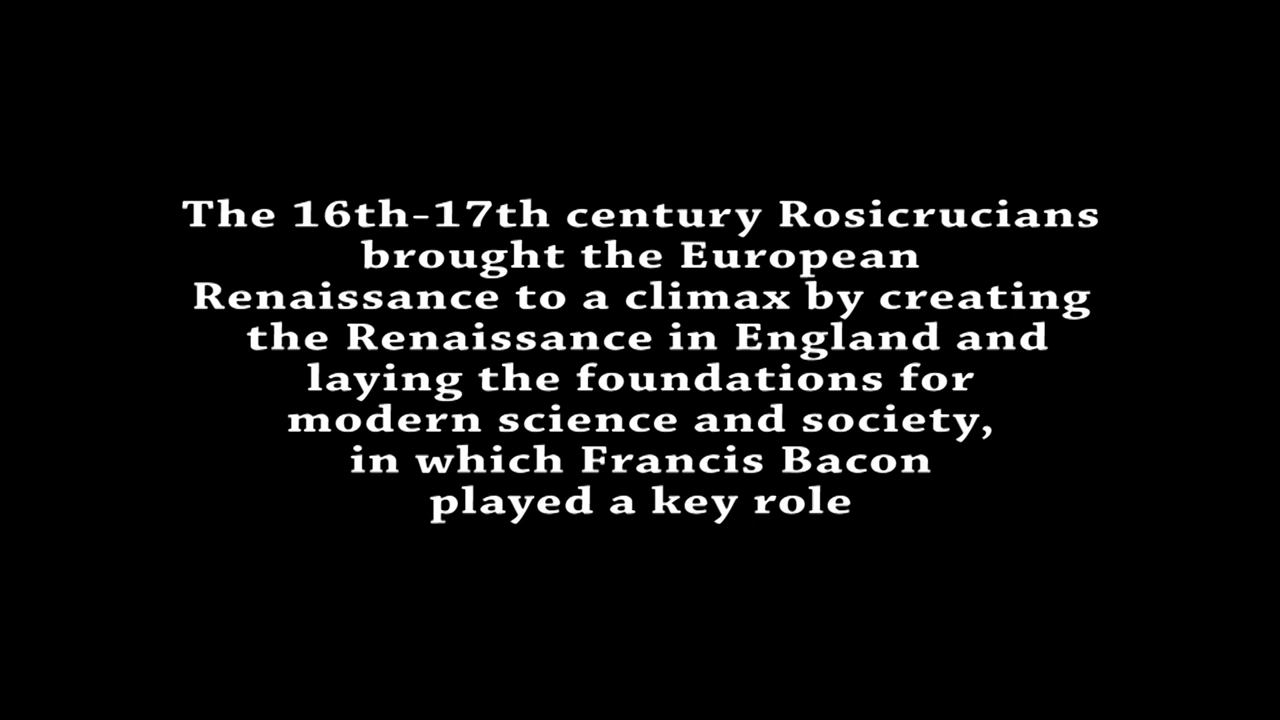 The 16th-17th century Rosicrucians
brought the European
Renaissance to a climax by creating
the Renaissance in England and
laying the foundations for
modern science and society,
in which Francis Bacon
played a key role